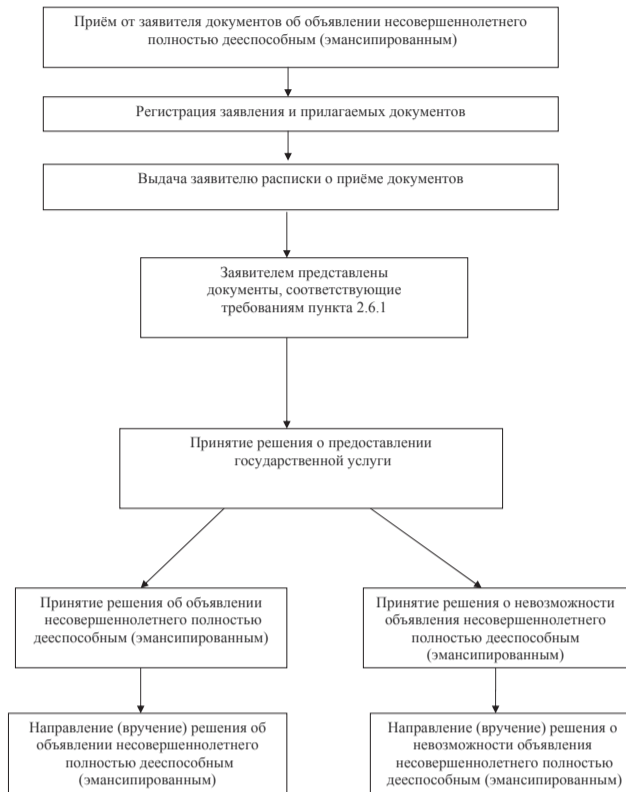 Приём от заявителя документов об объявлении несовершеннолетнего
полностью дееспособным (эмансипированным)
Регистрация заявления и прилагаемых документов
Выдача заявителю расписки о приёме документов
Заявителем представлены
документы, соответствующие
требованиям пункта 2.6.1
Принятие решения о предоставлении
государственной услуги
Принятие решения об объявлении
несовершеннолетнего полностью
дееспособным (эмансипированным)
Принятие решения о невозможности
объявления несовершеннолетнего
полностью дееспособным
(эмансипированным)
Направление (вручение) решения об
объявлении несовершеннолетнего
полностью дееспособным
(эмансипированным)
Направление (вручение) решения о
невозможности объявления
несовершеннолетнего полностью
дееспособным (эмансипированным)